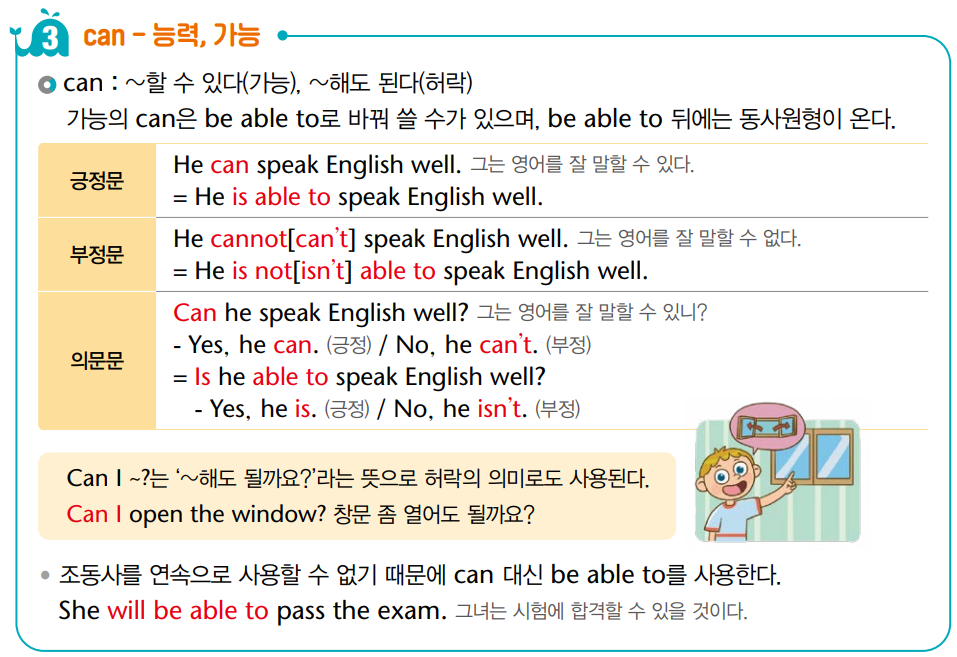 3 can - 능력, 가능
can : ~할 수 있다(가능), ~해도 된다(허락)
가능의 can은 be able to로 바꿔 쓸 수가 있으며, be able to 뒤에는 동사원형이 온다.
긍정문
He can speak English well. 그는 영어를 잘 말할 수 있다.
= He is able to speak English well.
부정문
He cannot[can't] speak English well. 그는 영어를 잘 말할 수 없다.
= He is not[isn't] able to speak English well.
의문문
Can he speak English well? 그는 영어를 잘 말할 수 있니?
- Yes, he can. (긍정) / No, he can't. (부정)
= Is he able to speak English well?
- Yes, he is. (긍정) / No, he isn't. (부정)
Can I ~?는 '~해도 될까요?'라는 뜻으로 허락의 의미로도 사용된다.
Can I open the window? 창문 좀 열어도 될까요?
조동사를 연속으로 사용할 수 없기 때문에 can 대신 be able to를 사용한다.
She will be able to pass the exam. 그녀는 시험에 합격할 수 있을 것이다.